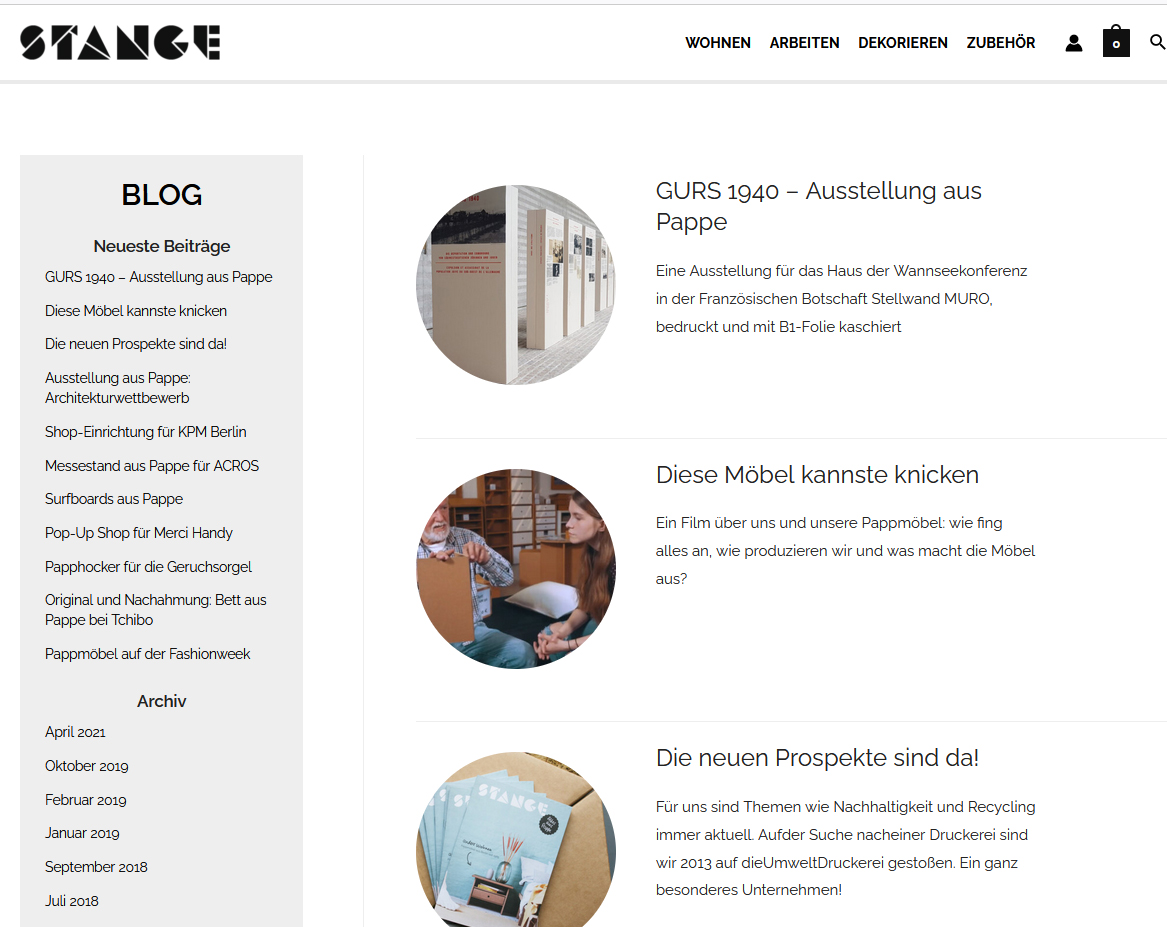 STANGE
WOHNEN ARBEITEN DEKORIEREN ZUBEHÖR
0
BLOG
Neueste Beiträge
GURS 1940 – Ausstellung aus Pappe
Diese Möbel kannste knicken
Die neuen Prospekte sind da!
Ausstellung aus Pappe:
Architekturwettbewerb
Shop-Einrichtung für KPM Berlin
Messestand aus Pappe für ACROS
Surfboards aus Pappe
Pop-Up Shop für Merci Handy
Papphocker für die Geruchsorgel
Original und Nachahmung: Bett aus
Pappe bei Tchibo
Pappmöbel auf der Fashionweek
Archiv
April 2021
Oktober 2019
Februar 2019
Januar 2019
September 2018
Juli 2018
GURS 1940 – Ausstellung aus
Pappe
Eine Ausstellung für das Haus der Wannseekonferenz
in der Französischen Botschaft Stellwand MURO,
bedruckt und mit B1-Folie kaschiert
Diese Möbel kannste knicken
Ein Film über uns und unsere Pappmöbel: wie fing
alles an, wie produzieren wir und was macht die Möbel
aus?
STANGE
Die neuen Prospekte sind da!
Für uns sind Themen wie Nachhaltigkeit und Recycling
immer aktuell. Aufder Suche nacheiner Druckerei sind
wir 2013 auf dieUmweltDruckerei gestoßen. Ein ganz
besonderes Unternehmen!